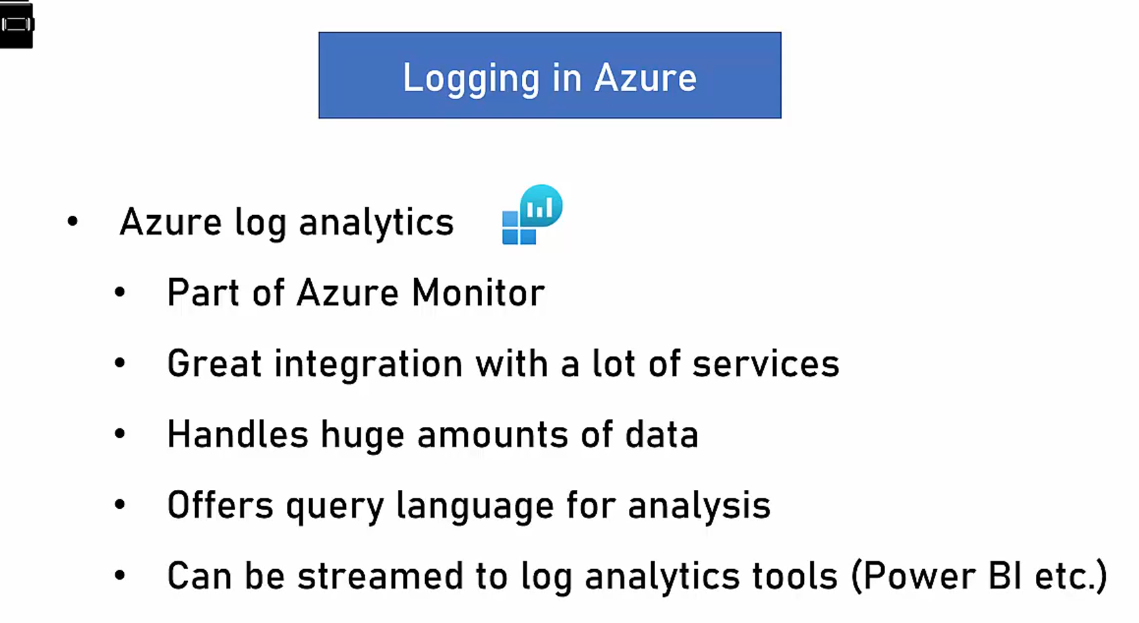 Logging in Azure
• Azure log analytics
• Part of Azure Monitor
• Great integration with a lot of services
• Handles huge amounts of data
• Offers query language for analysis
• Can be streamed to log analytics tools (Power BI etc.)